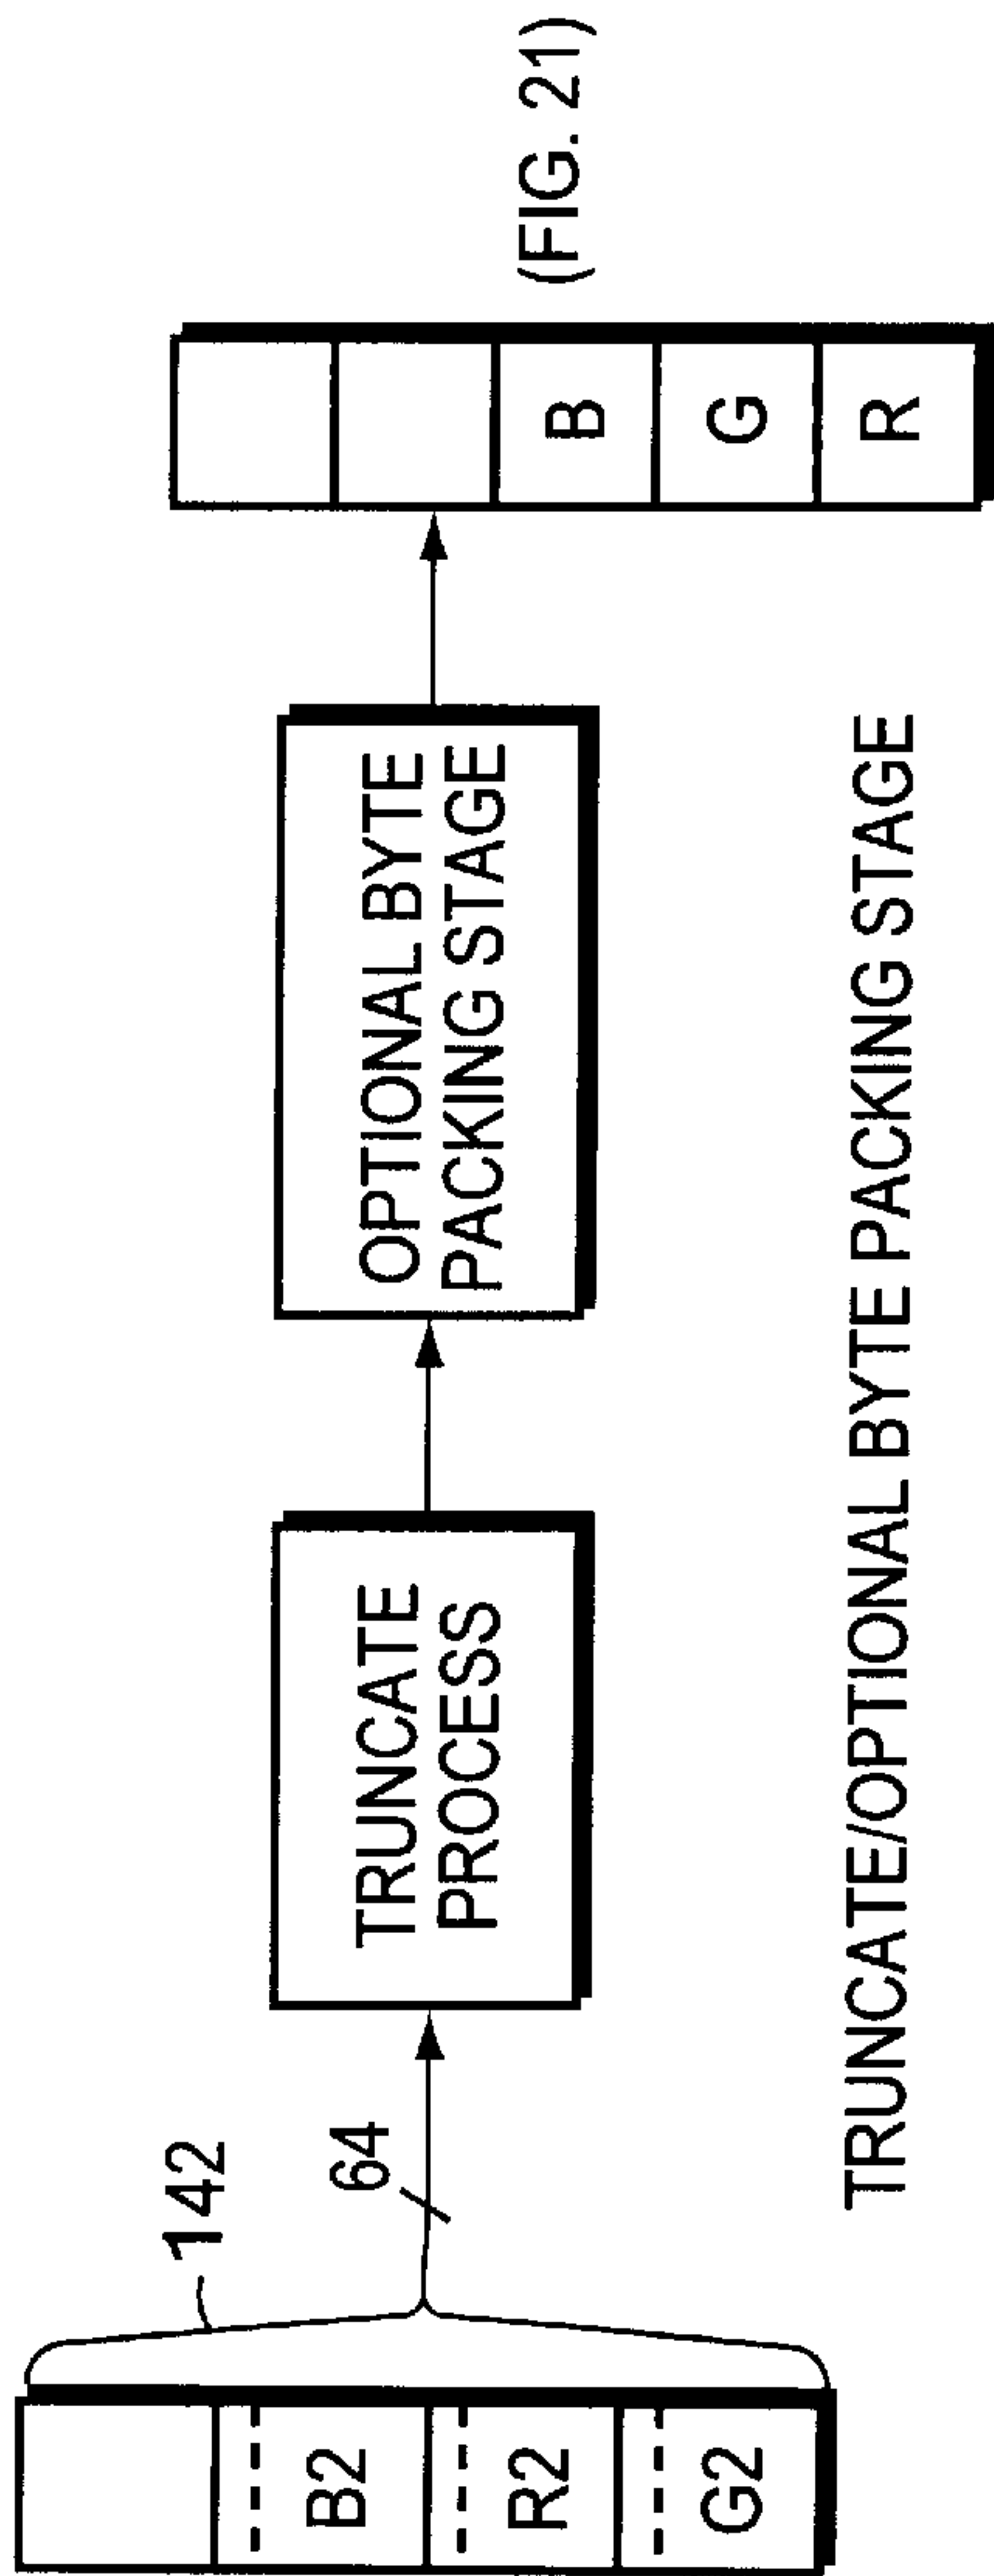 142
64
B2
R2
G2
TRUNCATE
PROCESS
OPTIONAL BYTE
PACKING STAGE
B
G
R
(FIG. 21)
TRUNCATE/OPTIONAL BYTE PACKING STAGE